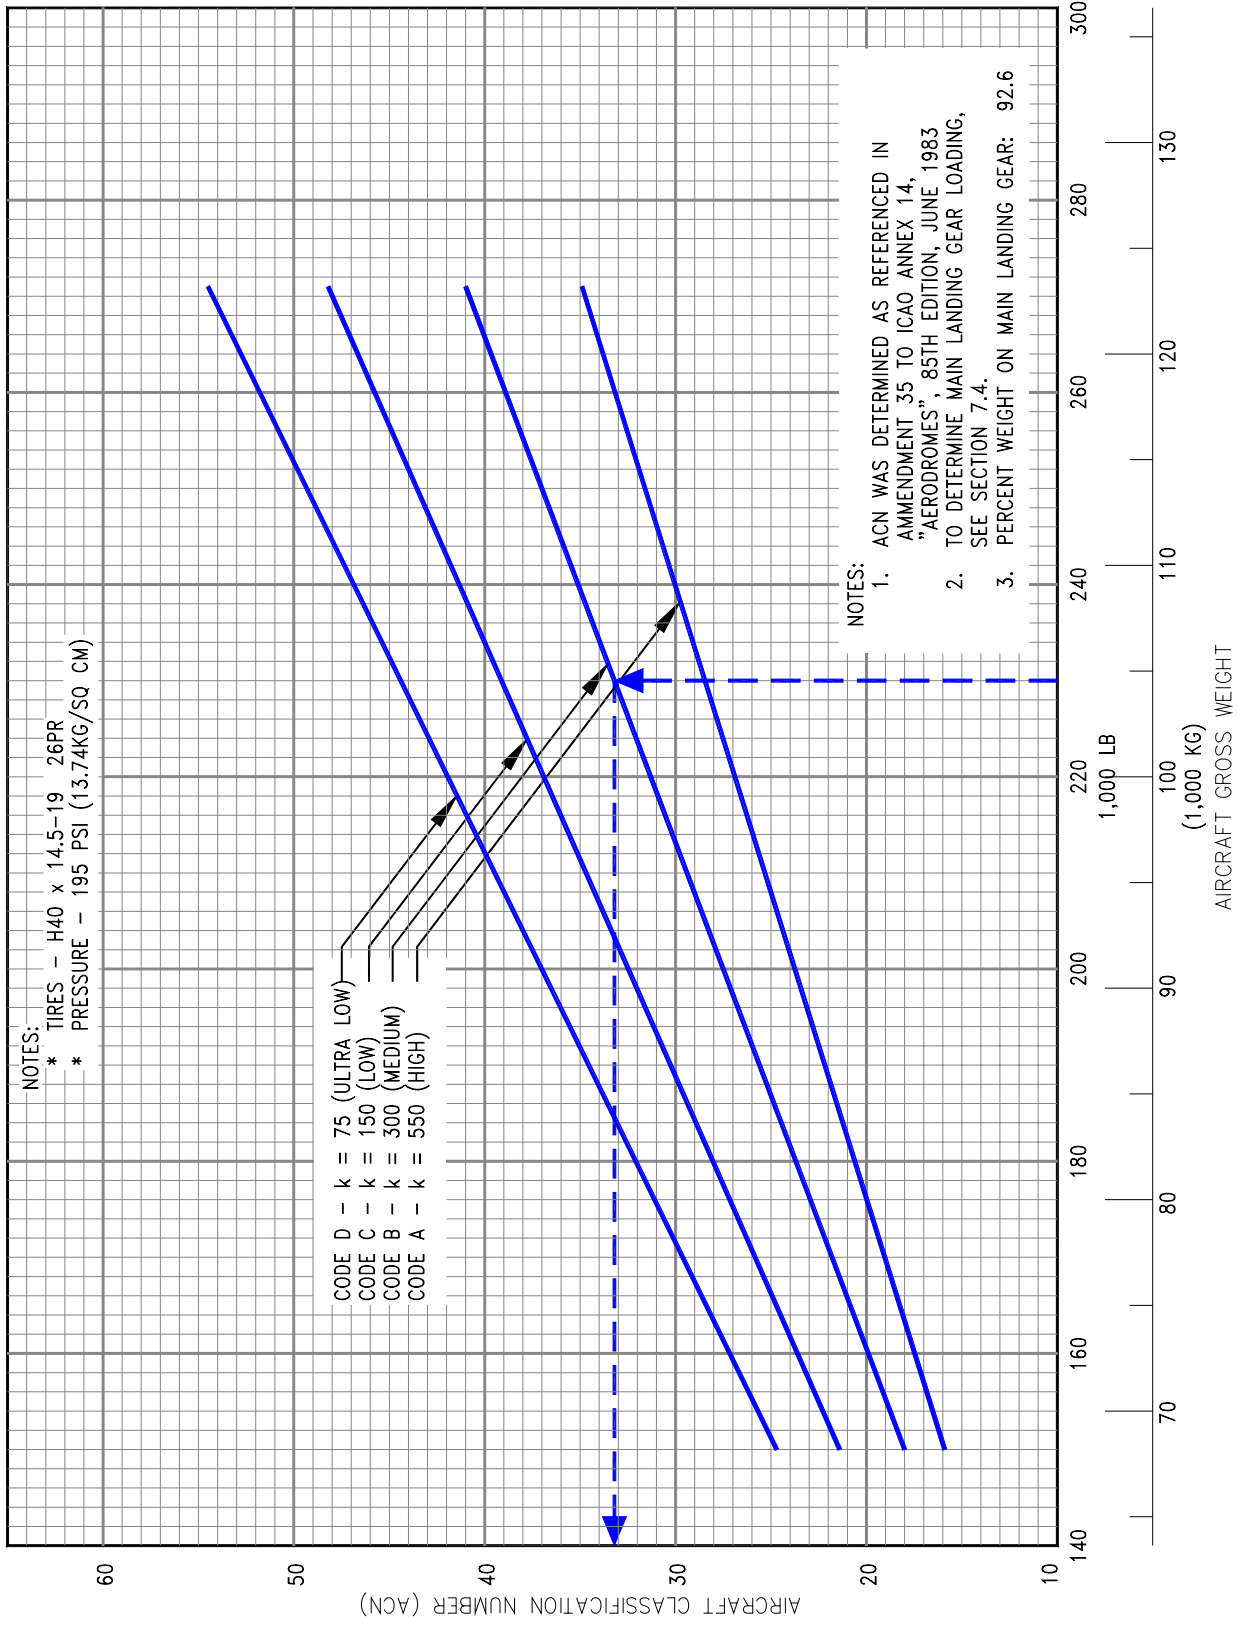 NOTES:
* TIRES - H40 x 14.5-19 26PR
* PRESSURE - 195 PSI (13.74KG/SQ CM)
CODE D - k = 75 (ULTRA LOW)
CODE C - k = 150 (LOW)
CODE B - k = 300 (MEDIUM)
CODE A - k = 550 (HIGH)
NOTES:
1. ACN WAS DETERMINED AS REFERENCED IN
AMMENDMENT 35 TO ICAO ANNEX 14,
"AERODROMES", 85TH EDITION, JUNE 1983
2. TO DETERMINE MAIN LANDING GEAR LOADING,
SEE SECTION 7.4.
3. PERCENT WEIGHT ON MAIN LANDING GEAR: 92.6
AIRCRAFT CLASSIFICATION NUMBER (ACN)
60
50
40
30
20
10
140 160 180 200 220 240 260 280 300
1,000 LB
70 80 90 100 110 120 130
(1,000 KG)
AIRCRAFT GROSS WEIGHT